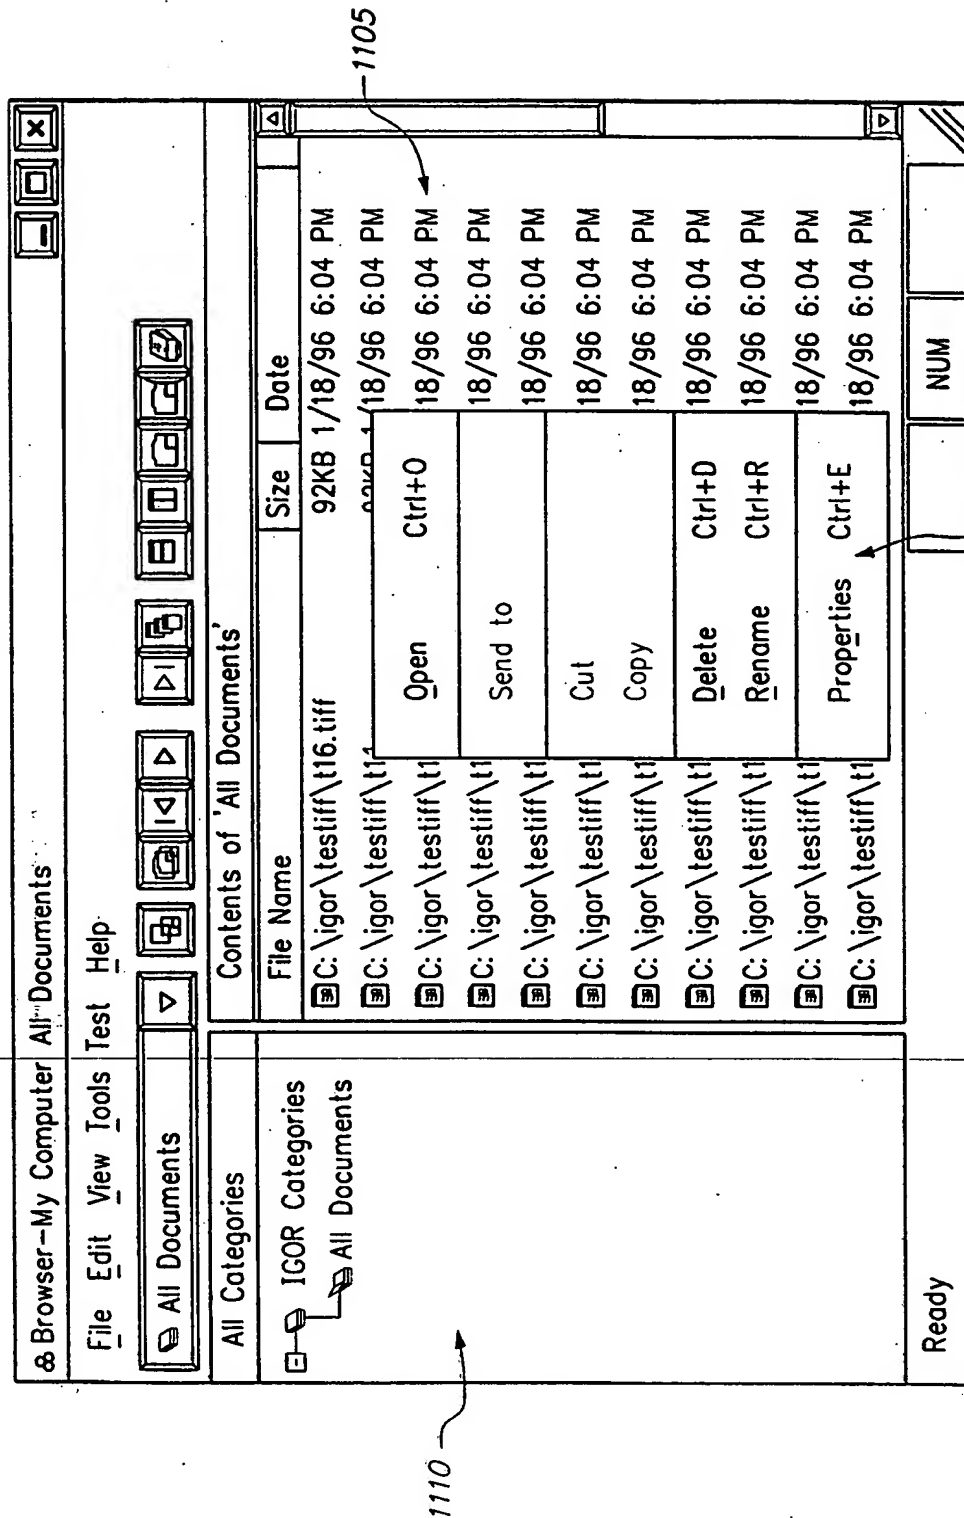 Browser-My Computer All Documents
File Edit View Tools Test Help
All Documents
All Categories
Contents of 'All Documents'
IGOR Categories
All Documents
File Name Size Date
C: \igor\testiff\t16.tiff 92KB 1/18/96 6:04 PM
C: \igor\testiff\t1 18/96 6:04 PM
C: \igor\testiff\t1 18/96 6:04 PM
C: \igor\testiff\t1 18/96 6:04 PM
C: \igor\testiff\t1 18/96 6:04 PM
C: \igor\testiff\t1 18/96 6:04 PM
C: \igor\testiff\t1 18/96 6:04 PM
C: \igor\testiff\t1 18/96 6:04 PM
C: \igor\testiff\t1 18/96 6:04 PM
C: \igor\testiff\t1 18/96 6:04 PM
C: \igor\testiff\t1 18/96 6:04 PM
Open Ctrl+O
Send to
Cut
Copy
Delete Ctrl+D
Rename Ctrl+R
Properties Ctrl+E
Ready
NUM
1105
1110